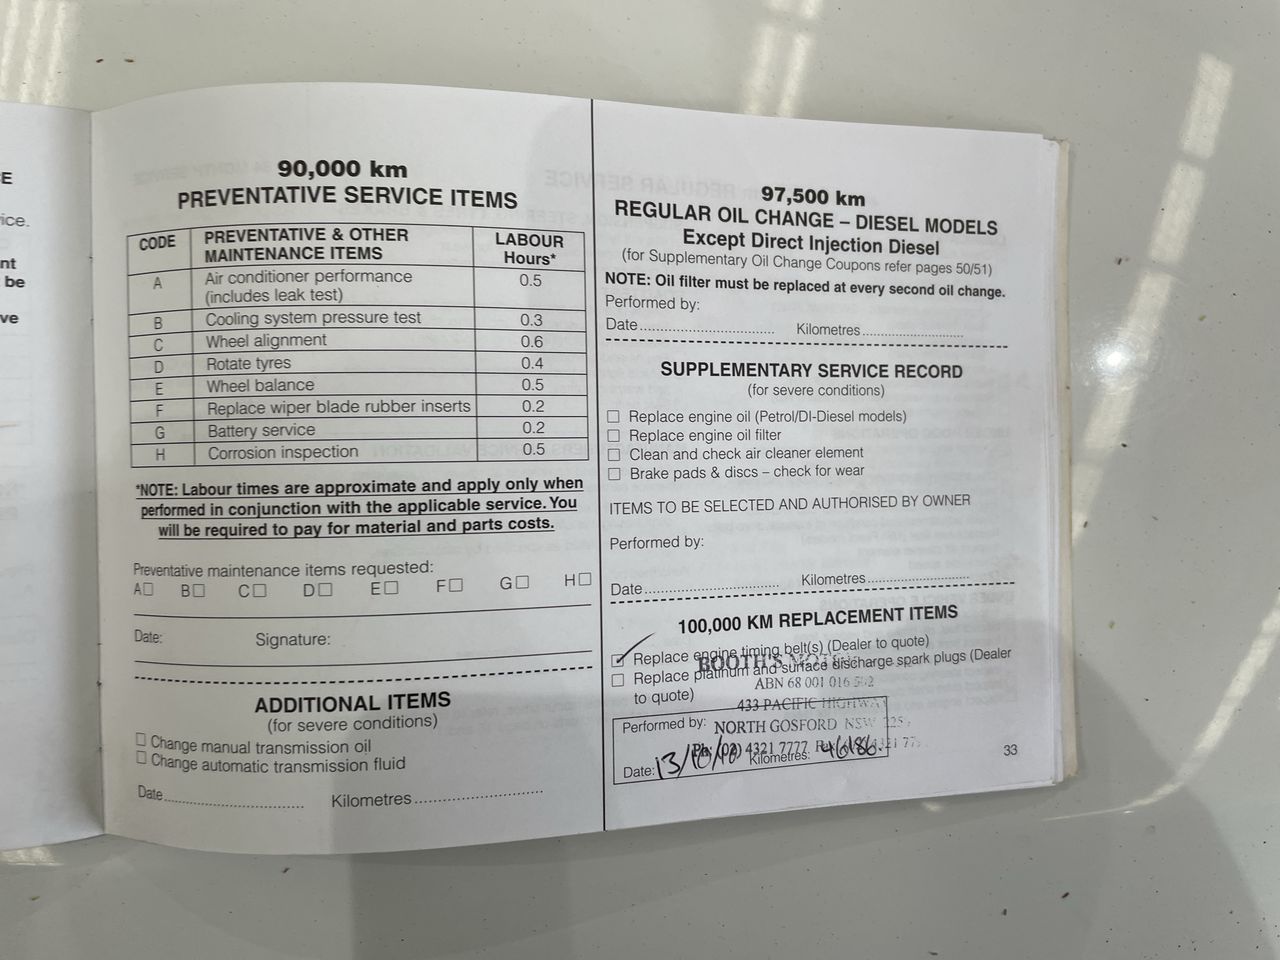 E
ice.
nt
be
ve
90,000 km
PREVENTATIVE SERVICE ITEMS
CODE PREVENTATIVE & OTHER MAINTENANCE ITEMS LABOUR Hours*
A Air conditioner performance (includes leak test) 0.5
B Cooling system pressure test 0.3
C Wheel alignment 0.6
D Rotate tyres 0.4
E Wheel balance 0.5
F Replace wiper blade rubber inserts 0.2
G Battery service 0.2
H Corrosion inspection 0.5
*NOTE: Labour times are approximate and apply only when
performed in conjunction with the applicable service. You
will be required to pay for material and parts costs.
Preventative maintenance items requested:
A☐ B☐ C☐ D☐ E☐ F☐ G☐ H☐
Date: Signature:
ADDITIONAL ITEMS
(for severe conditions)
☐ Change manual transmission oil
☐ Change automatic transmission fluid
Date Kilometres
97,500 km
REGULAR OIL CHANGE – DIESEL MODELS
Except Direct Injection Diesel
(for Supplementary Oil Change Coupons refer pages 50/51)
NOTE: Oil filter must be replaced at every second oil change.
Performed by:
Date Kilometres
SUPPLEMENTARY SERVICE RECORD
(for severe conditions)
☐ Replace engine oil (Petrol/DI-Diesel models)
☐ Replace engine oil filter
☐ Clean and check air cleaner element
☐ Brake pads & discs – check for wear
ITEMS TO BE SELECTED AND AUTHORISED BY OWNER
Performed by:
Date Kilometres
100,000 KM REPLACEMENT ITEMS
☑ Replace engine timing belt(s) (Dealer to quote)
BOOTH'S
☐ Replace platinum and surface discharge spark plugs (Dealer
to quote)
ABN 68 001 016
433 PACIFIC HIGHWAY
Performed by: NORTH GOSFORD NSW
Ph: (02) 4321 7777
Date: 13/10/ Kilometres: 46186
33